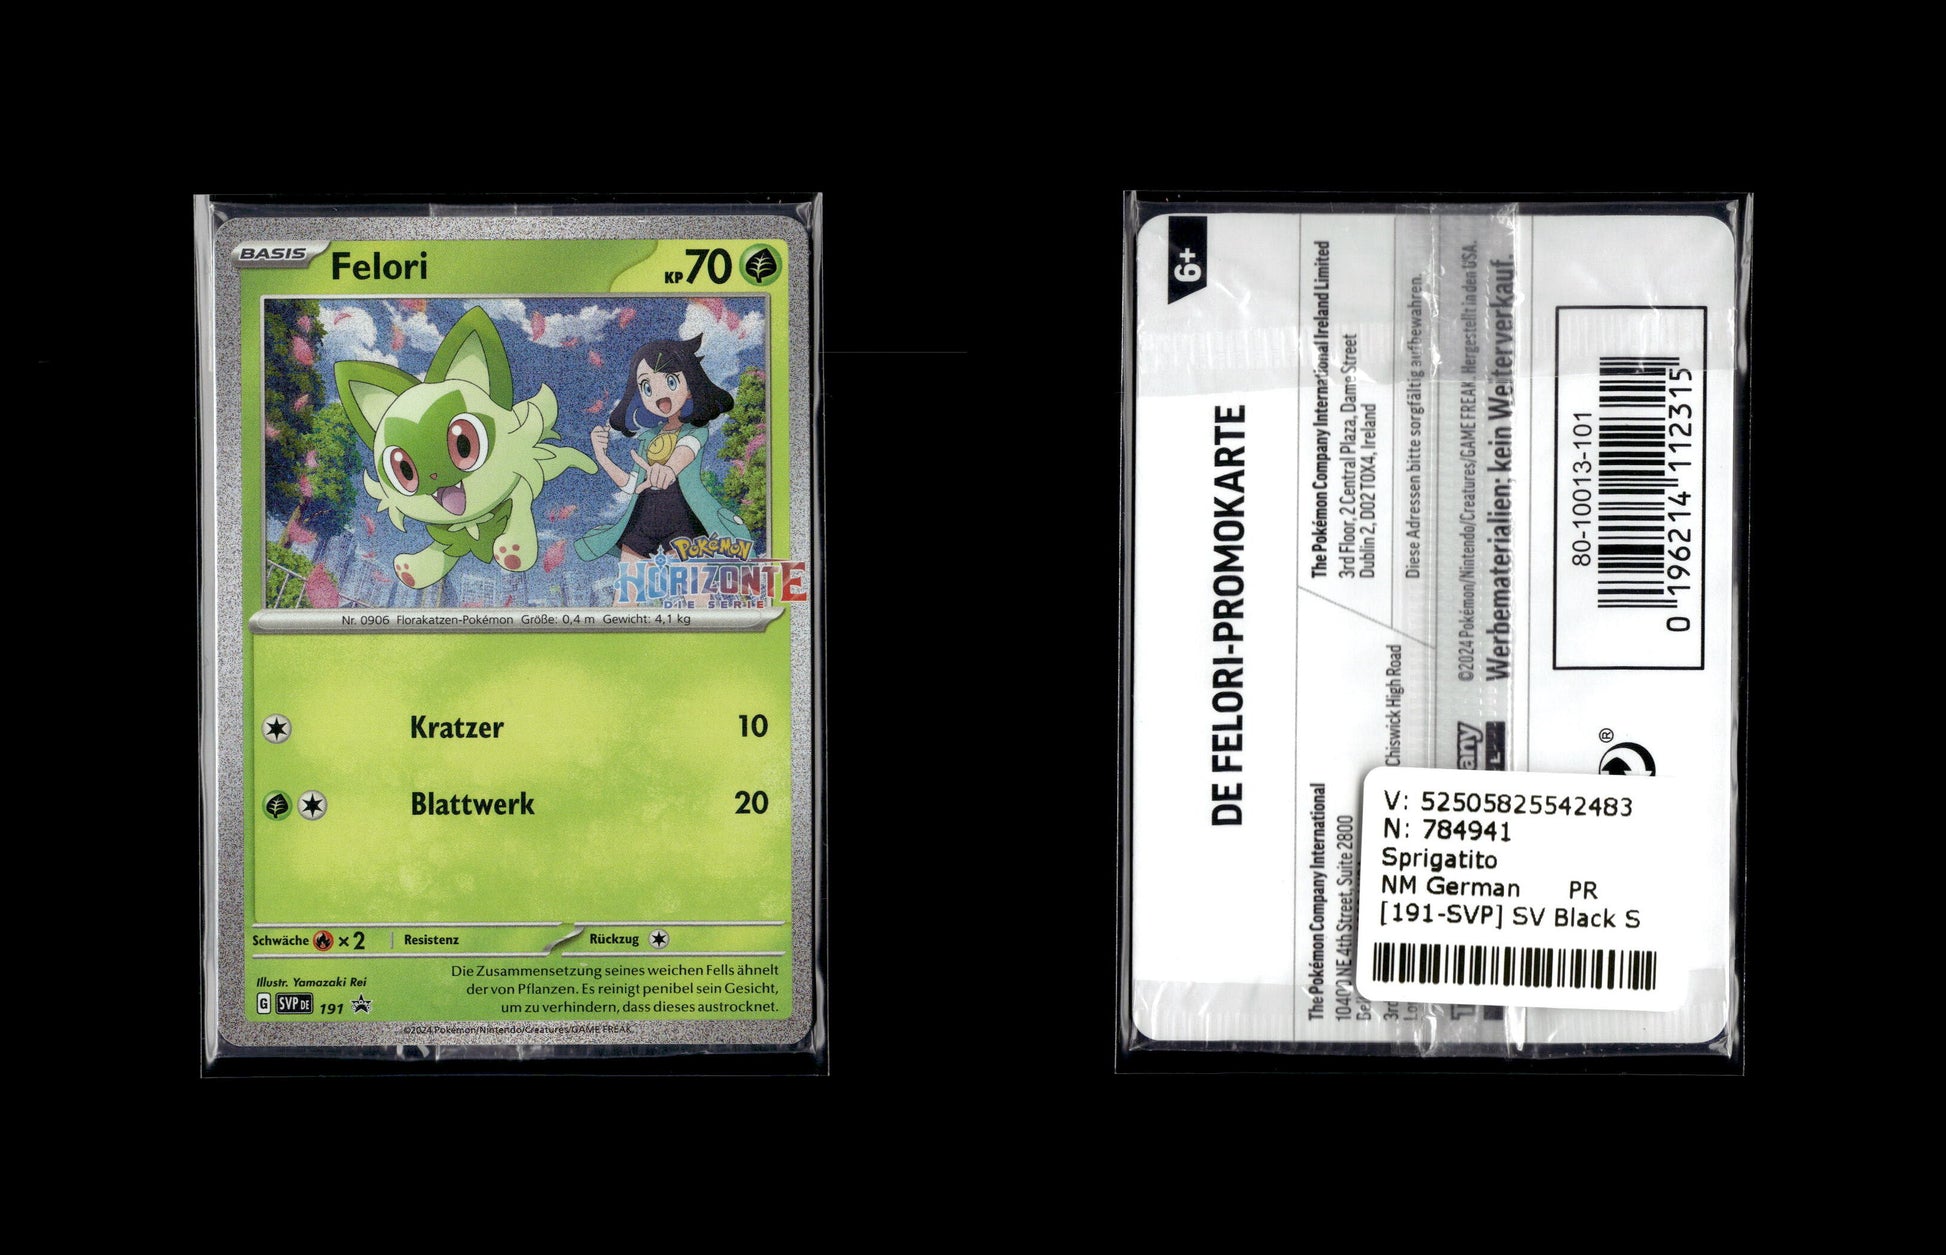 BASIS
Felori
KP 70
POKéMON
HORIZONTE
DIE SERIE
Nr. 0906 Florakatzen-Pokémon Größe: 0,4 m Gewicht: 4,1 kg
Kratzer 10
Blattwerk 20
Schwäche ×2 Resistenz Rückzug
Illustr. Yamazaki Rei
G SVP DE 191 PROMO
Die Zusammensetzung seines weichen Fells ähnelt
der von Pflanzen. Es reinigt penibel sein Gesicht,
um zu verhindern, dass dieses austrocknet.
©2024 Pokémon/Nintendo/Creatures/GAME FREAK.
6+
DE FELORI-PROMOKARTE
The Pokémon Company International
10400 NE 4th Street, Suite 2800
The Pokémon Company International Ireland Limited
3rd Floor, 2 Central Plaza, Dame Street
Dublin 2, D02 T0X4, Ireland
Chiswick High Road
Diese Adressen bitte sorgfältig aufbewahren.
©2024 Pokémon/Nintendo/Creatures/GAME FREAK. Hergestellt in den USA.
Werbematerialien; kein Weiterverkauf.
80-10013-101
0 196214 112315
®
V: 52505825542483
N: 784941
Sprigatito
NM German PR
[191-SVP] SV Black S